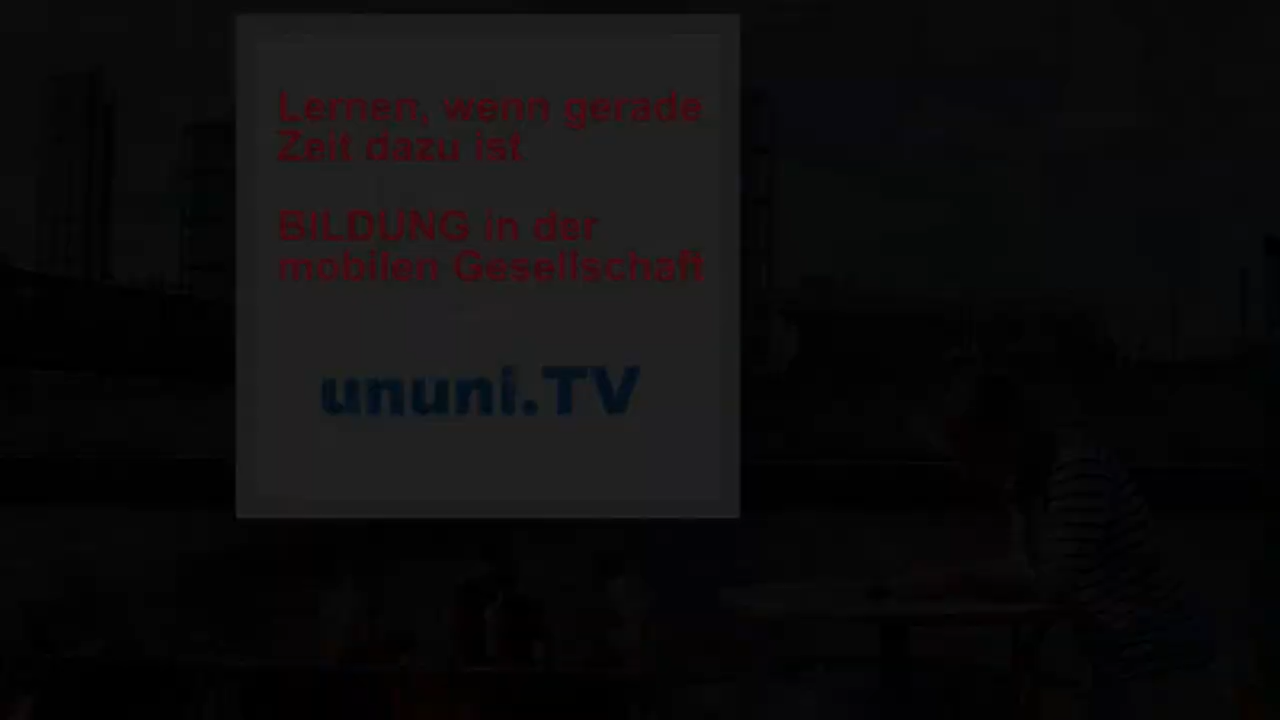 Lernen, wenn gerade
Zeit dazu ist
BILDUNG in der
mobilen Gesellschaft
ununi.TV